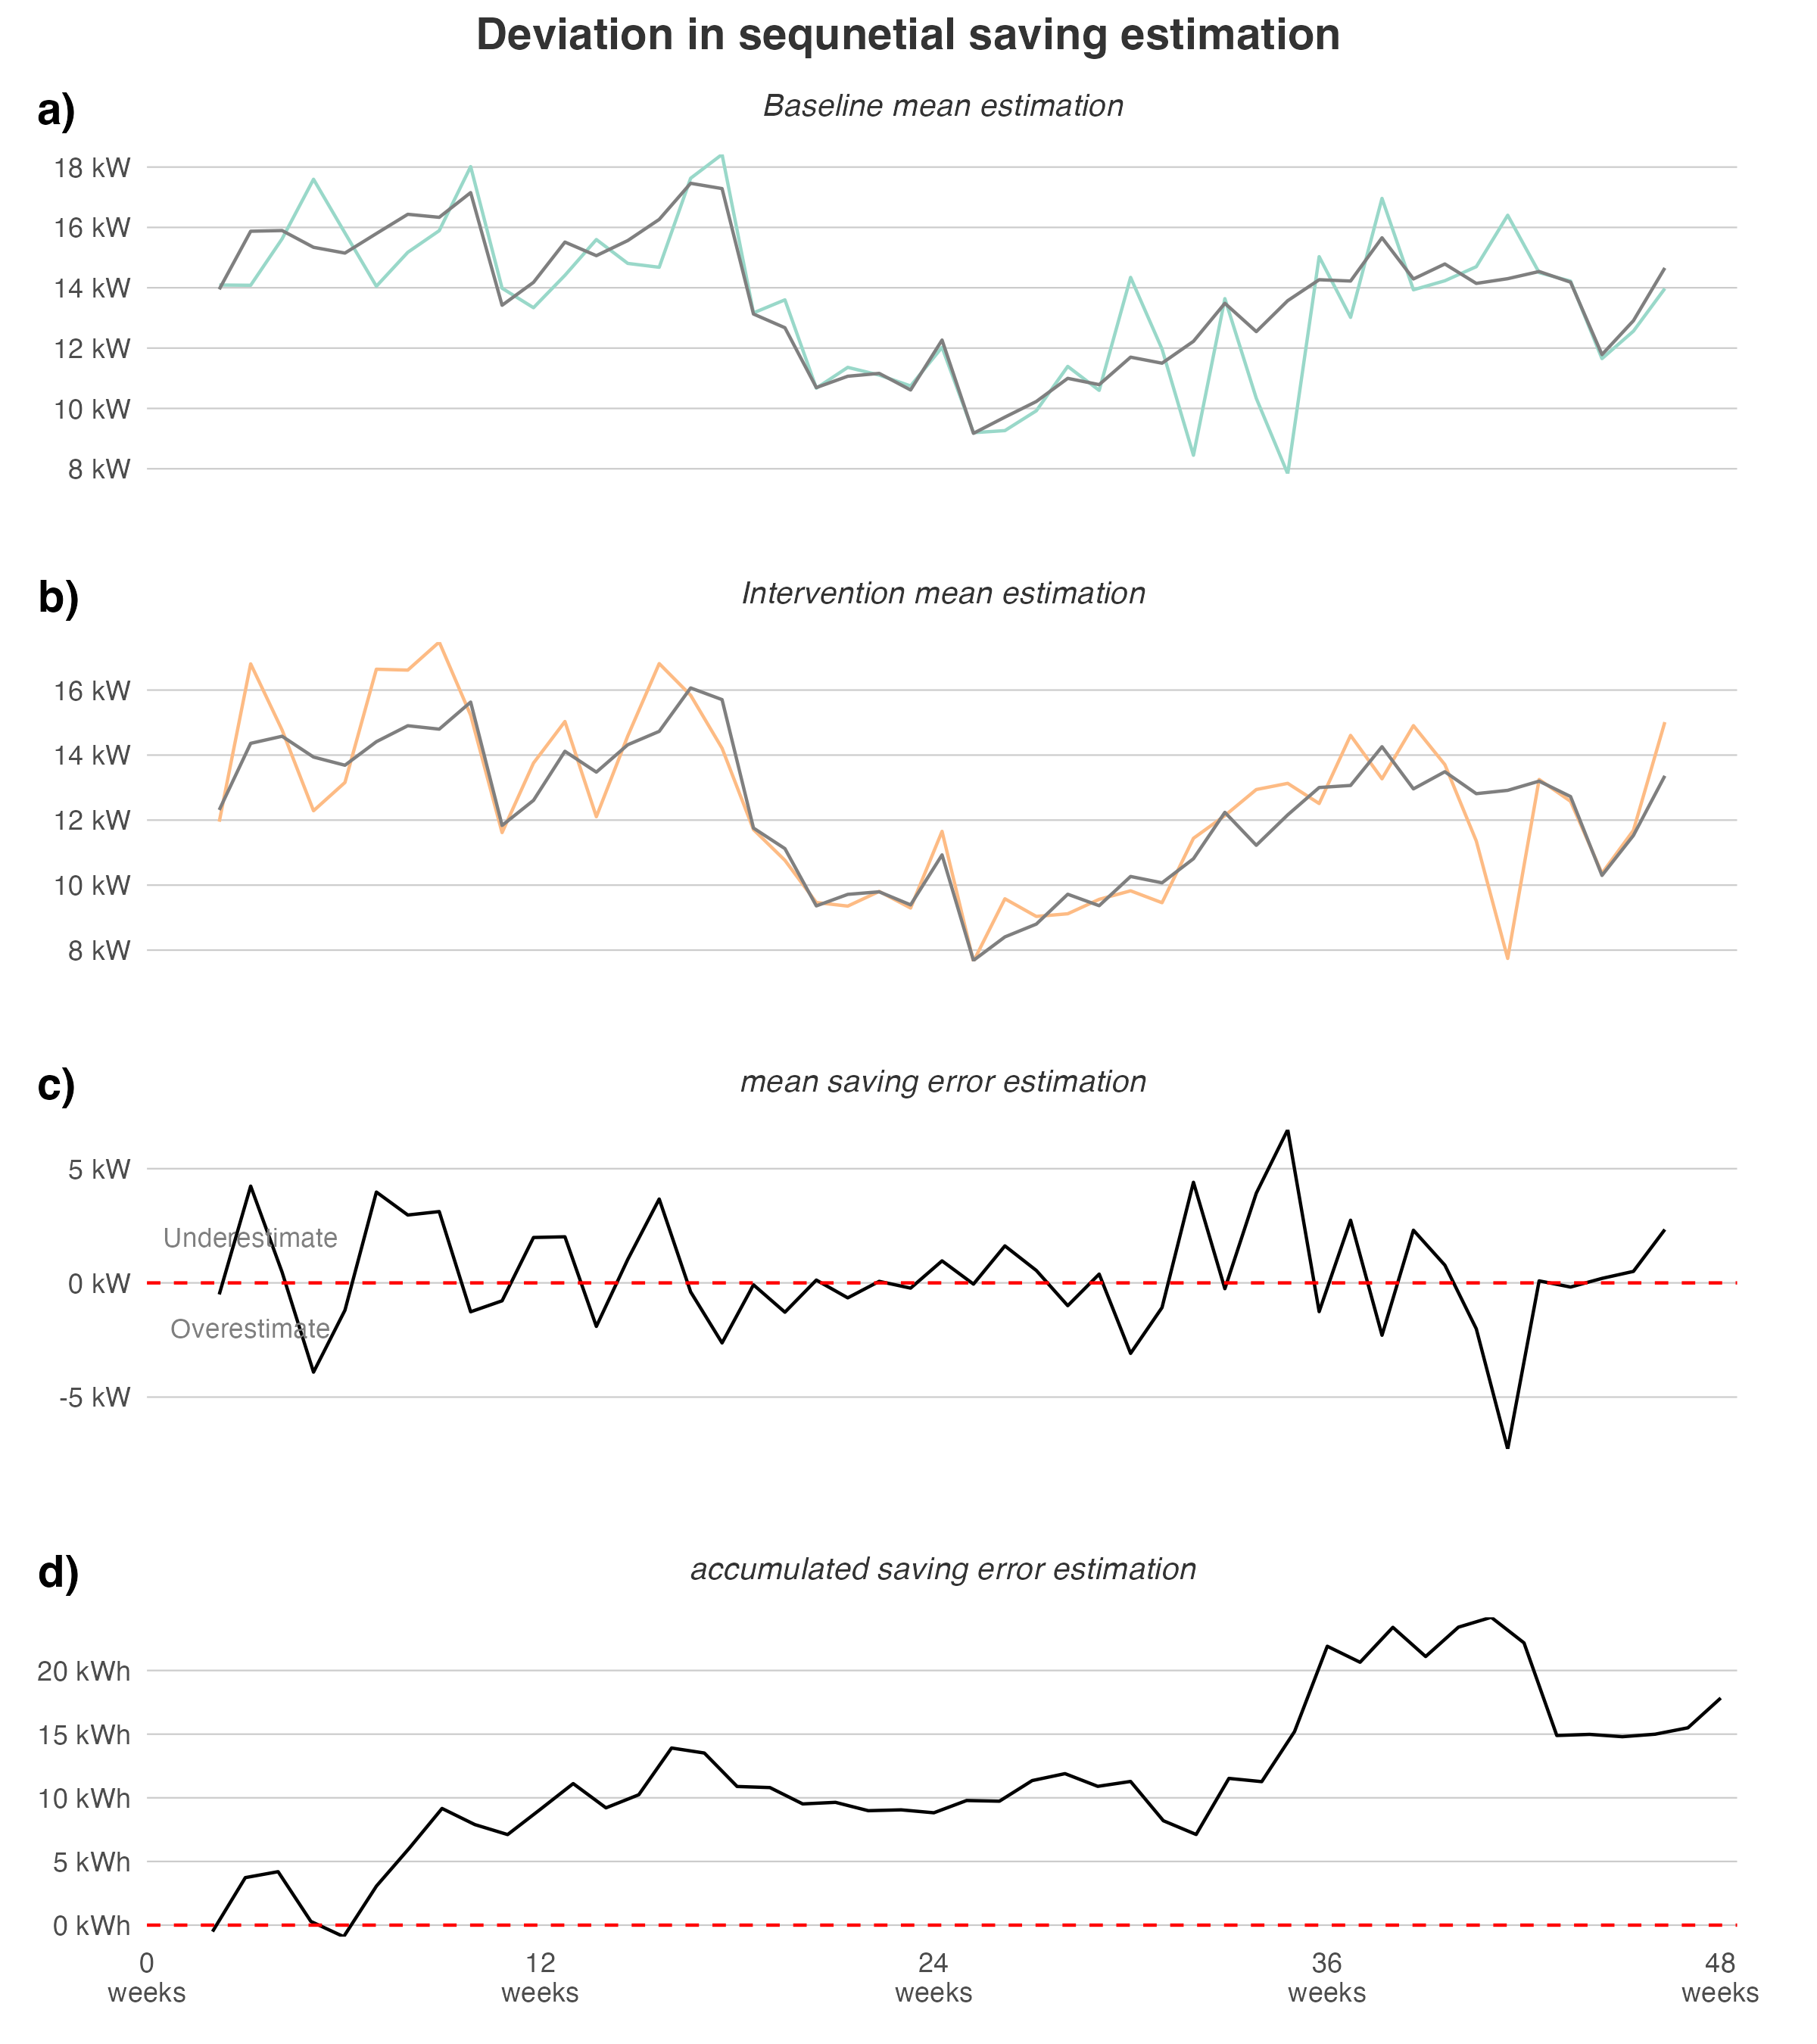 Deviation in sequnetial saving estimation
a)
Baseline mean estimation
18 kW
16 kW
14 kW
12 kW
10 kW
8 kW
b)
Intervention mean estimation
16 kW
14 kW
12 kW
10 kW
8 kW
c)
mean saving error estimation
5 kW
Underestimate
0 kW
Overestimate
-5 kW
d)
accumulated saving error estimation
20 kWh
15 kWh
10 kWh
5 kWh
0 kWh
0 12 24 36 48
weeks weeks weeks weeks weeks